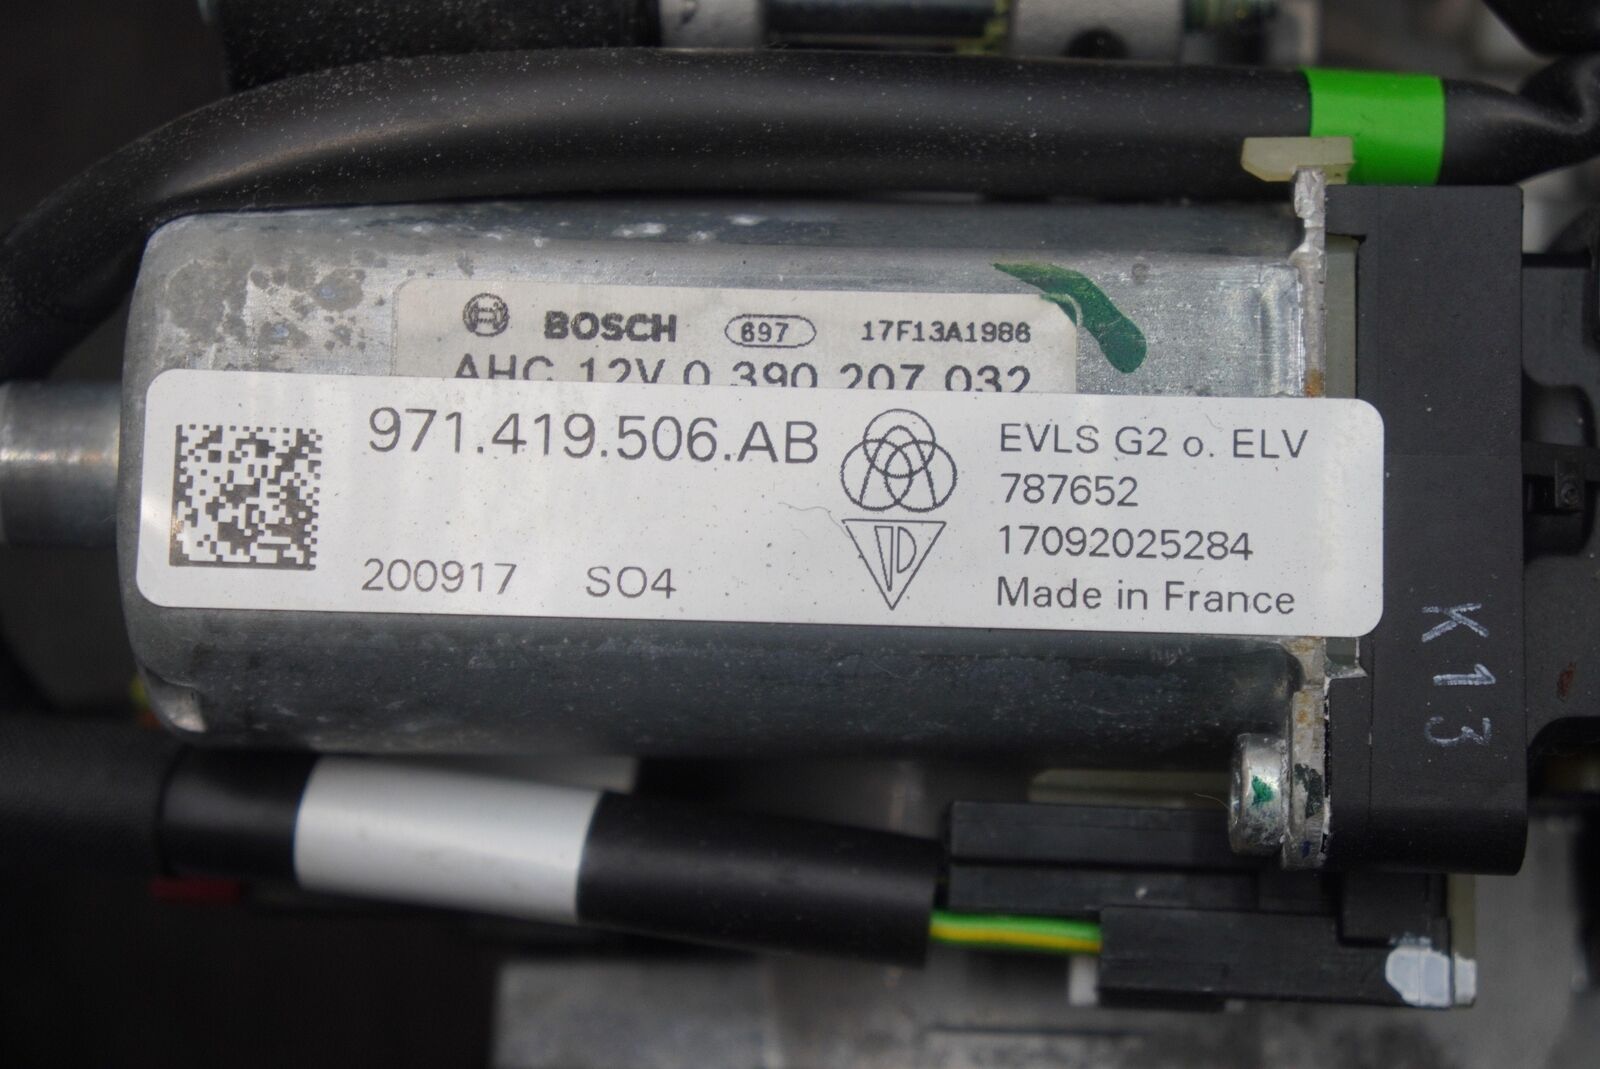 BOSCH 697 17F13A1986
AHC 12V 0 390 207 032
971.419.506.AB
EVLS G2 o. ELV
787652
17092025284
200917 SO4
Made in France
K13